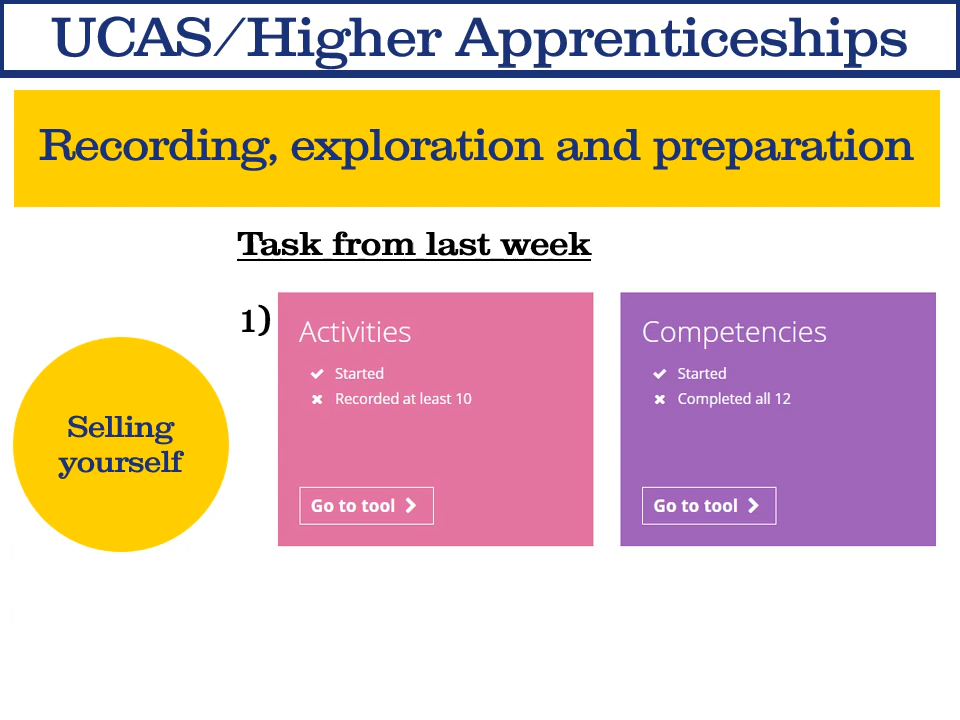 UCAS/Higher Apprenticeships
Recording, exploration and preparation
Task from last week
1)
Activities
Started
Recorded at least 10
Go to tool
Competencies
Started
Completed all 12
Go to tool
Selling
yourself